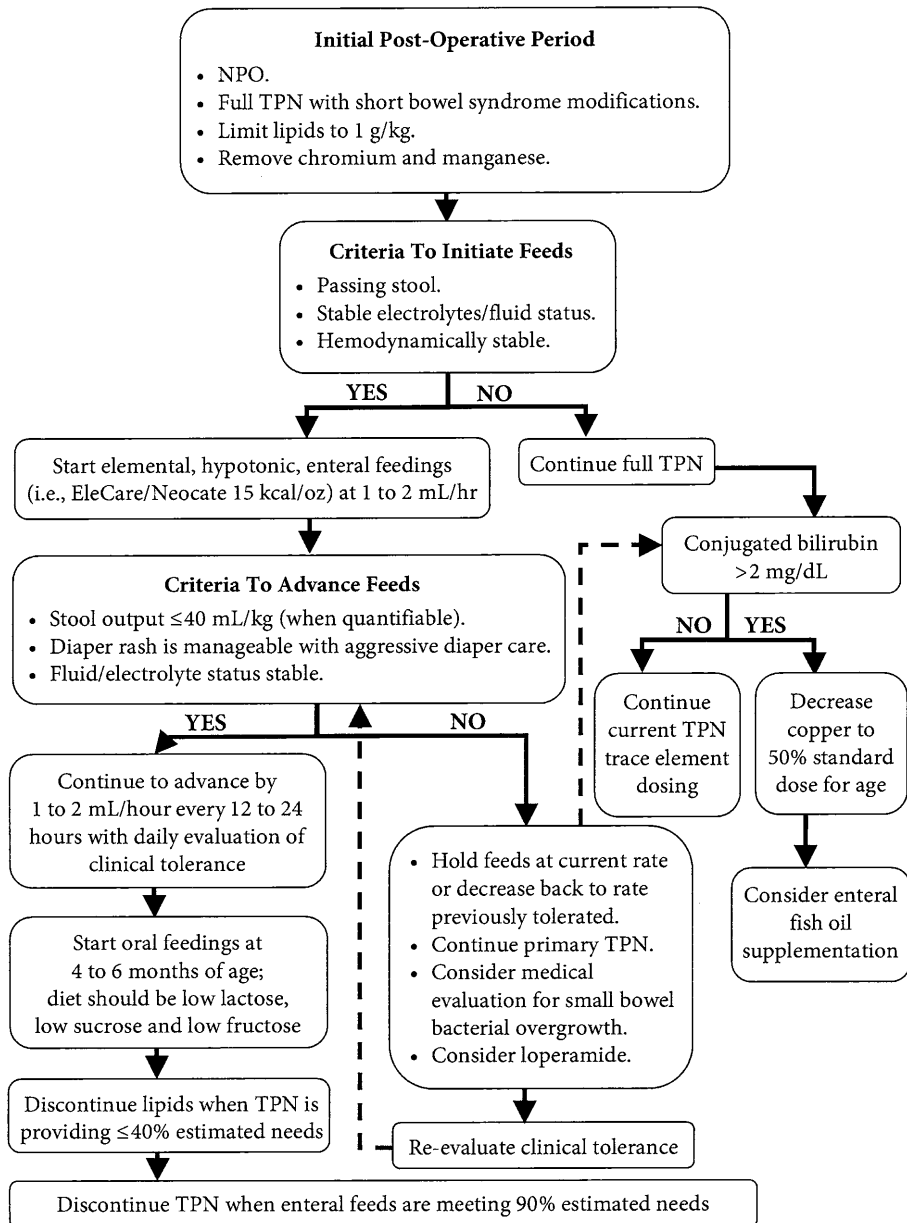 Initial Post-Operative Period
• NPO.
• Full TPN with short bowel syndrome modifications.
• Limit lipids to 1 g/kg.
• Remove chromium and manganese.
Criteria To Initiate Feeds
• Passing stool.
• Stable electrolytes/fluid status.
• Hemodynamically stable.
YES
NO
Start elemental, hypotonic, enteral feedings
(i.e., EleCare/Neocate 15 kcal/oz) at 1 to 2 mL/hr
Continue full TPN
Criteria To Advance Feeds
• Stool output ≤40 mL/kg (when quantifiable).
• Diaper rash is manageable with aggressive diaper care.
• Fluid/electrolyte status stable.
Conjugated bilirubin
>2 mg/dL
NO
YES
Continue
current TPN
trace element
dosing
Decrease
copper to
50% standard
dose for age
Consider enteral
fish oil
supplementation
YES
NO
Continue to advance by
1 to 2 mL/hour every 12 to 24
hours with daily evaluation of
clinical tolerance
• Hold feeds at current rate
or decrease back to rate
previously tolerated.
• Continue primary TPN.
• Consider medical
evaluation for small bowel
bacterial overgrowth.
• Consider loperamide.
Start oral feedings at
4 to 6 months of age;
diet should be low lactose,
low sucrose and low fructose
Discontinue lipids when TPN is
providing ≤40% estimated needs
Re-evaluate clinical tolerance
Discontinue TPN when enteral feeds are meeting 90% estimated needs